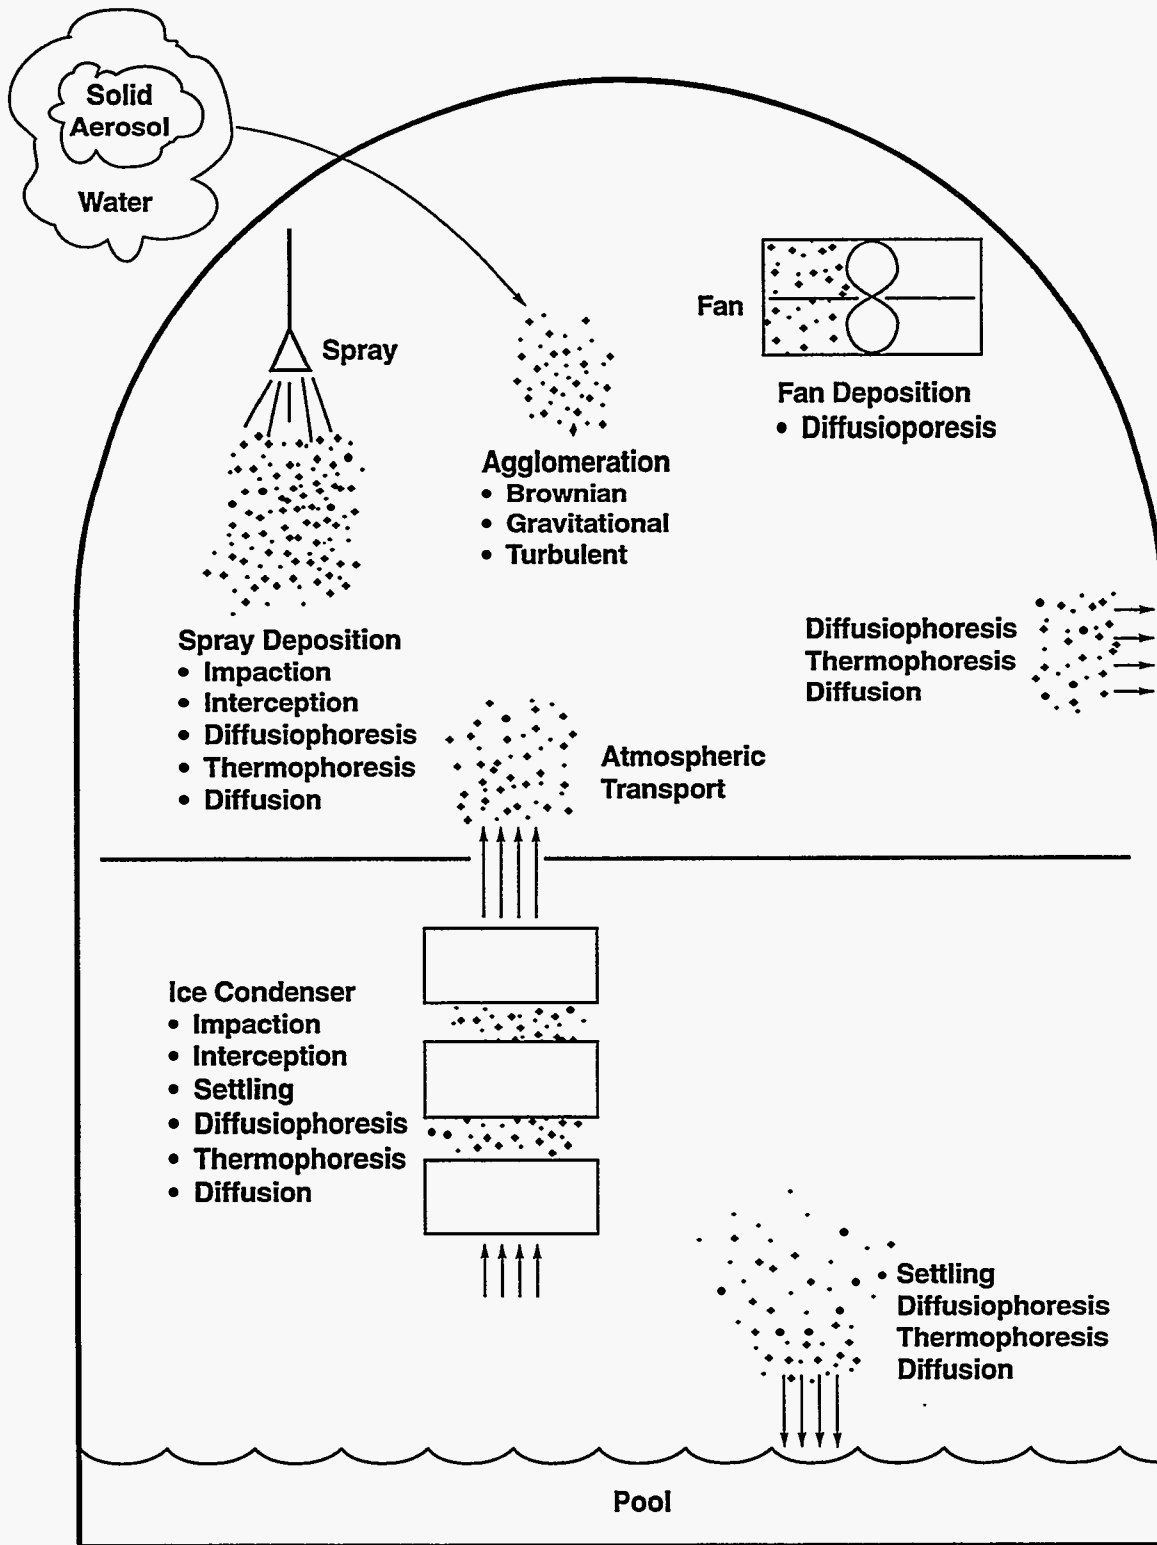 Solid
Aerosol
Water
Spray
Fan
Fan Deposition
• Diffusioporesis
Agglomeration
• Brownian
• Gravitational
• Turbulent
Spray Deposition
• Impaction
• Interception
• Diffusiophoresis
• Thermophoresis
• Diffusion
Diffusiophoresis
Thermophoresis
Diffusion
Atmospheric
Transport
Ice Condenser
• Impaction
• Interception
• Settling
• Diffusiophoresis
• Thermophoresis
• Diffusion
Settling
Diffusiophoresis
Thermophoresis
Diffusion
Pool